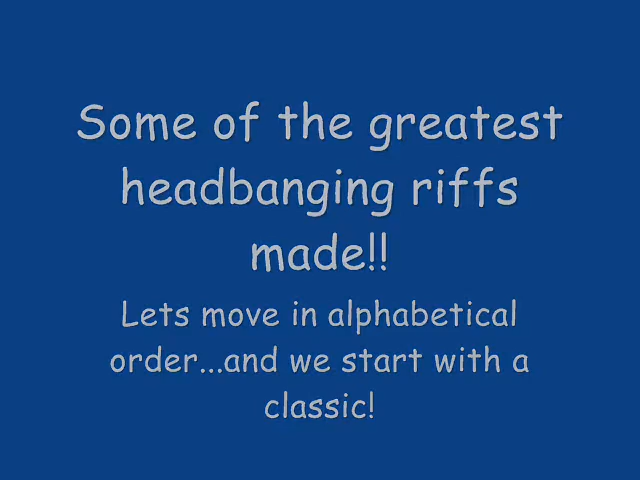 Some of the greatest
headbanging riffs
made!!
Lets move in alphabetical
order...and we start with a
classic!